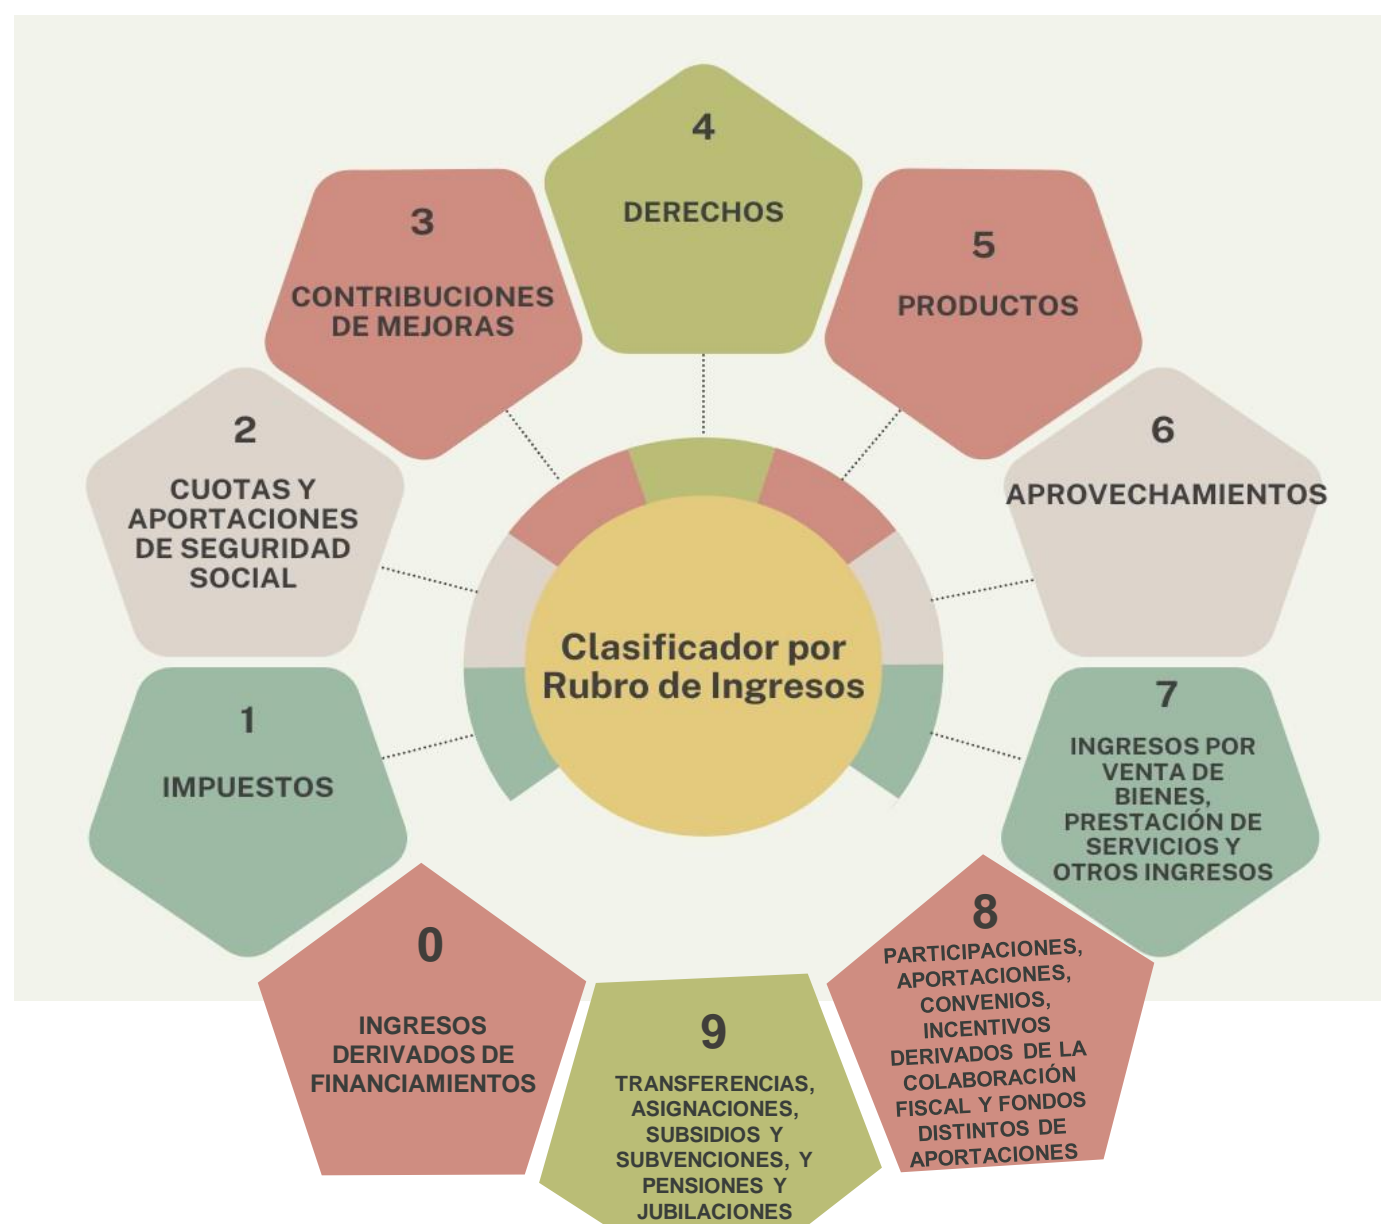 4
DERECHOS
3
CONTRIBUCIONES
DE MEJORAS
5
PRODUCTOS
2
CUOTAS Y
APORTACIONES
DE SEGURIDAD
SOCIAL
6
APROVECHAMIENTOS
Clasificador por
Rubro de Ingresos
1
IMPUESTOS
7
INGRESOS POR
VENTA DE
BIENES,
PRESTACIÓN DE
SERVICIOS Y
OTROS INGRESOS
0
INGRESOS
DERIVADOS DE
FINANCIAMIENTOS
9
TRANSFERENCIAS,
ASIGNACIONES,
SUBSIDIOS Y
SUBVENCIONES, Y
PENSIONES Y
JUBILACIONES
8
PARTICIPACIONES,
APORTACIONES,
CONVENIOS,
INCENTIVOS
DERIVADOS DE LA
COLABORACIÓN
FISCAL Y FONDOS
DISTINTOS DE
APORTACIONES